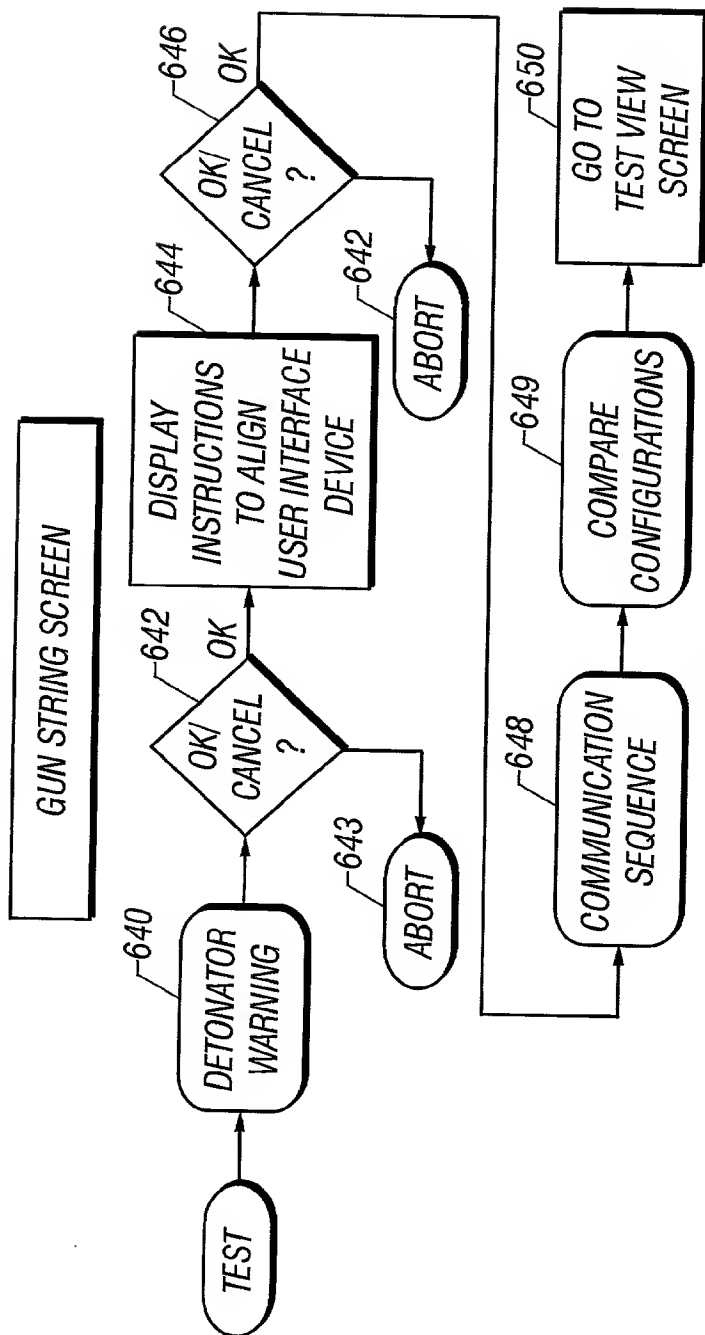 GUN STRING SCREEN
TEST
640
DETONATOR
WARNING
642
OK/
CANCEL
?
OK
643
ABORT
644
DISPLAY
INSTRUCTIONS
TO ALIGN
USER INTERFACE
DEVICE
646
OK/
CANCEL
?
OK
642
ABORT
648
COMMUNICATION
SEQUENCE
649
COMPARE
CONFIGURATIONS
650
GO TO
TEST VIEW
SCREEN